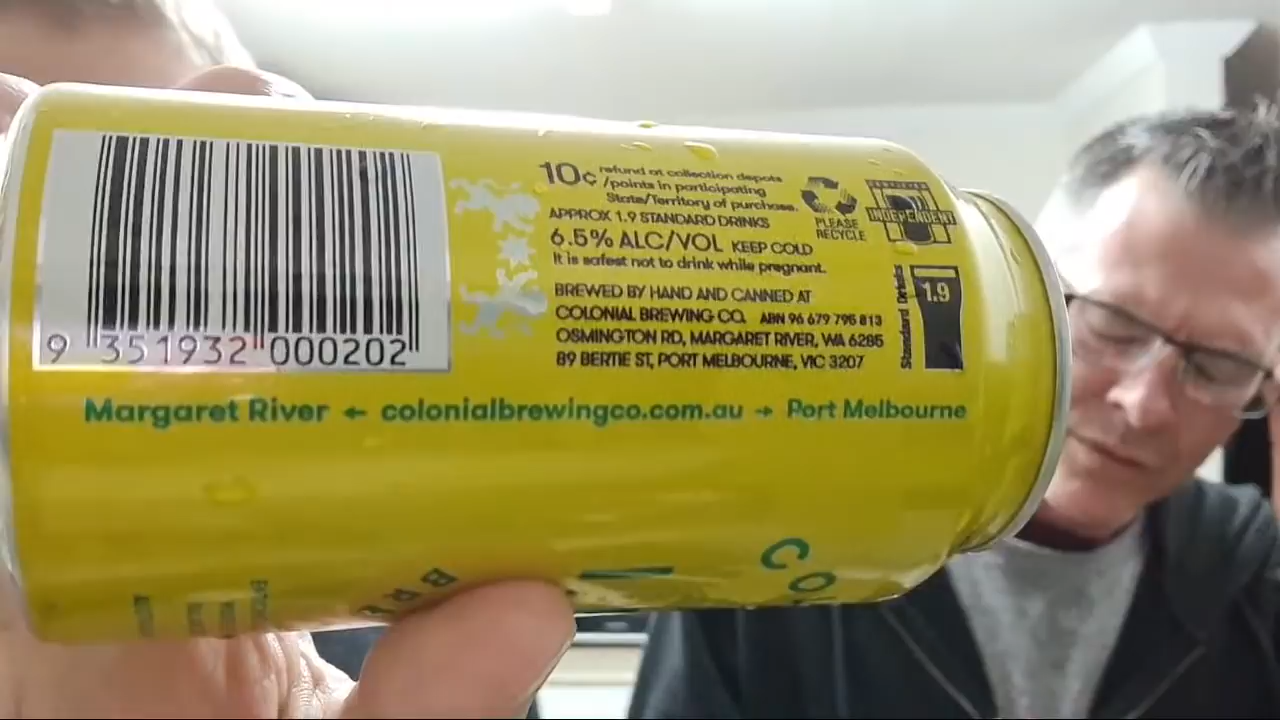 10¢ refund at collection depots
/points in participating
State/Territory of purchase.
APPROX 1.9 STANDARD DRINKS
6.5% ALC/VOL KEEP COLD
It is safest not to drink while pregnant.
BREWED BY HAND AND CANNED AT
COLONIAL BREWING CO. ABN 96 679 795 813
OSMINGTON RD, MARGARET RIVER, WA 6285
89 BERTIE ST, PORT MELBOURNE, VIC 3207
PLEASE
RECYCLE
CERTIFIED
INDEPENDENT
Standard Drinks
1.9
9 351932 000202
Margaret River ← colonialbrewingco.com.au → Port Melbourne